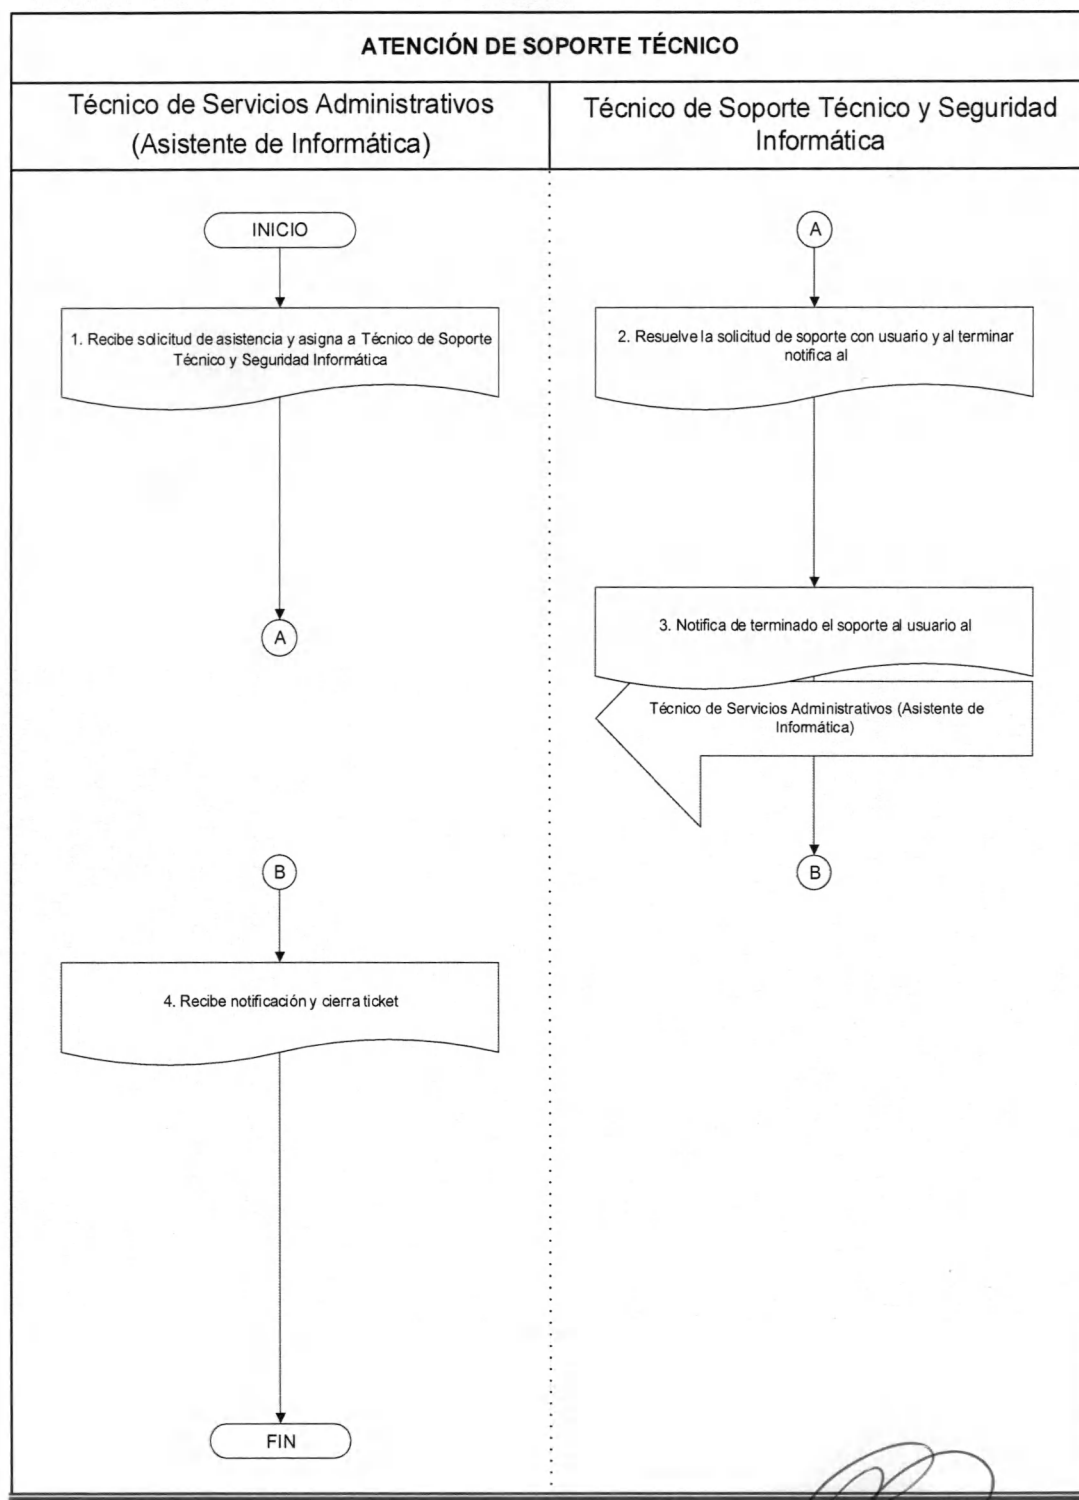 ATENCIÓN DE SOPORTE TÉCNICO
Técnico de Servicios Administrativos
(Asistente de Informática)
Técnico de Soporte Técnico y Seguridad
Informática
INICIO
1. Recibe solicitud de asistencia y asigna a Técnico de Soporte
Técnico y Seguridad Informática
A
B
4. Recibe notificación y cierra ticket
FIN
A
2. Resuelve la solicitud de soporte con usuario y al terminar
notifica al
3. Notifica de terminado el soporte al usuario al
Técnico de Servicios Administrativos (Asistente de
Informática)
B